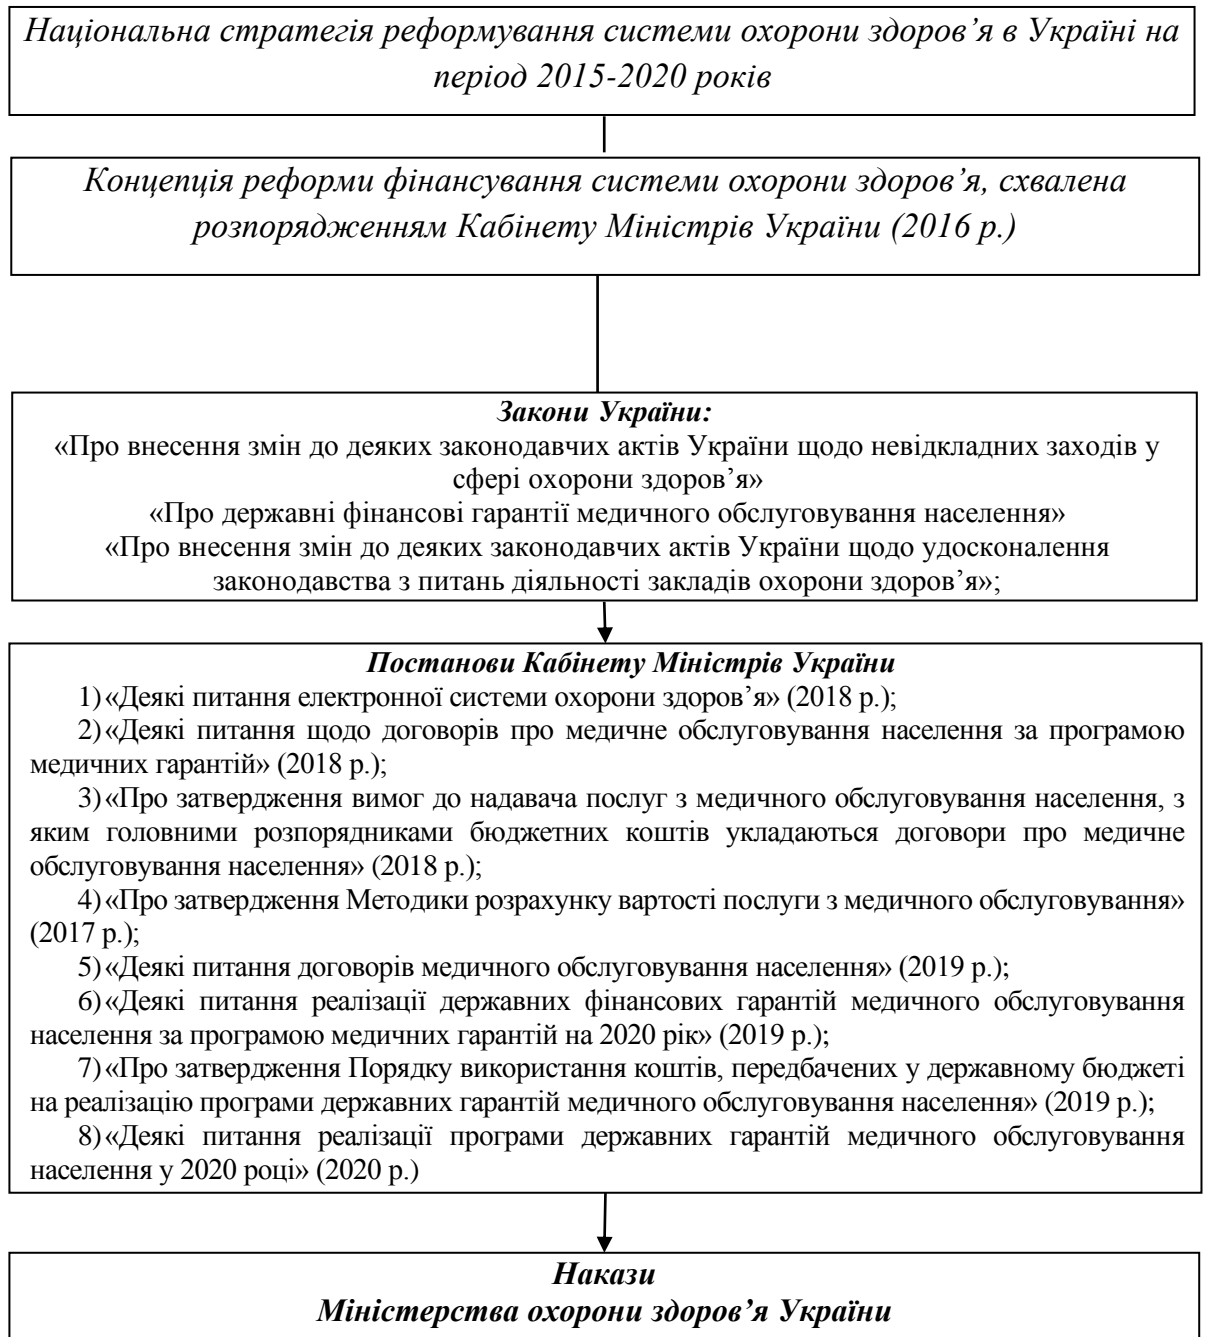 Національна стратегія реформування системи охорони здоров’я в Україні на
період 2015-2020 років
Концепція реформи фінансування системи охорони здоров’я, схвалена
розпорядженням Кабінету Міністрів України (2016 р.)
Закони України:
«Про внесення змін до деяких законодавчих актів України щодо невідкладних заходів у
сфері охорони здоров’я»
«Про державні фінансові гарантії медичного обслуговування населення»
«Про внесення змін до деяких законодавчих актів України щодо удосконалення
законодавства з питань діяльності закладів охорони здоров’я»;
Постанови Кабінету Міністрів України
1) «Деякі питання електронної системи охорони здоров’я» (2018 р.);
2) «Деякі питання щодо договорів про медичне обслуговування населення за програмою
медичних гарантій» (2018 р.);
3) «Про затвердження вимог до надавача послуг з медичного обслуговування населення, з
яким головними розпорядниками бюджетних коштів укладаються договори про медичне
обслуговування населення» (2018 р.);
4) «Про затвердження Методики розрахунку вартості послуги з медичного обслуговування»
(2017 р.);
5) «Деякі питання договорів медичного обслуговування населення» (2019 р.);
6) «Деякі питання реалізації державних фінансових гарантій медичного обслуговування
населення за програмою медичних гарантій на 2020 рік» (2019 р.);
7) «Про затвердження Порядку використання коштів, передбачених у державному бюджеті
на реалізацію програми державних гарантій медичного обслуговування населення» (2019 р.);
8) «Деякі питання реалізації програми державних гарантій медичного обслуговування
населення у 2020 році» (2020 р.)
Накази
Міністерства охорони здоров’я України